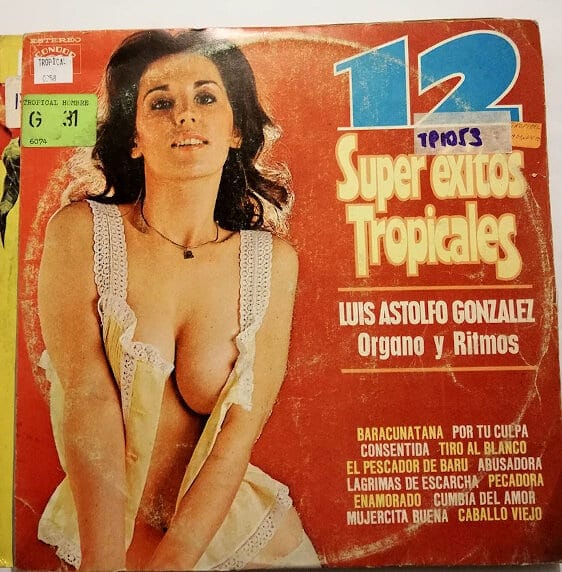 ESTEREO
CONDOR
TROPICAL
0258
TROPICAL HOMBRE
G 31
6074
12
TP1053
Super exitos
Tropicales
LUIS ASTOLFO GONZALEZ
Organo y Ritmos
BARACUNATANA POR TU CULPA
CONSENTIDA TIRO AL BLANCO
EL PESCADOR DE BARU ABUSADORA
LAGRIMAS DE ESCARCHA PECADORA
ENAMORADO CUMBIA DEL AMOR
MUJERCITA BUENA CABALLO VIEJO